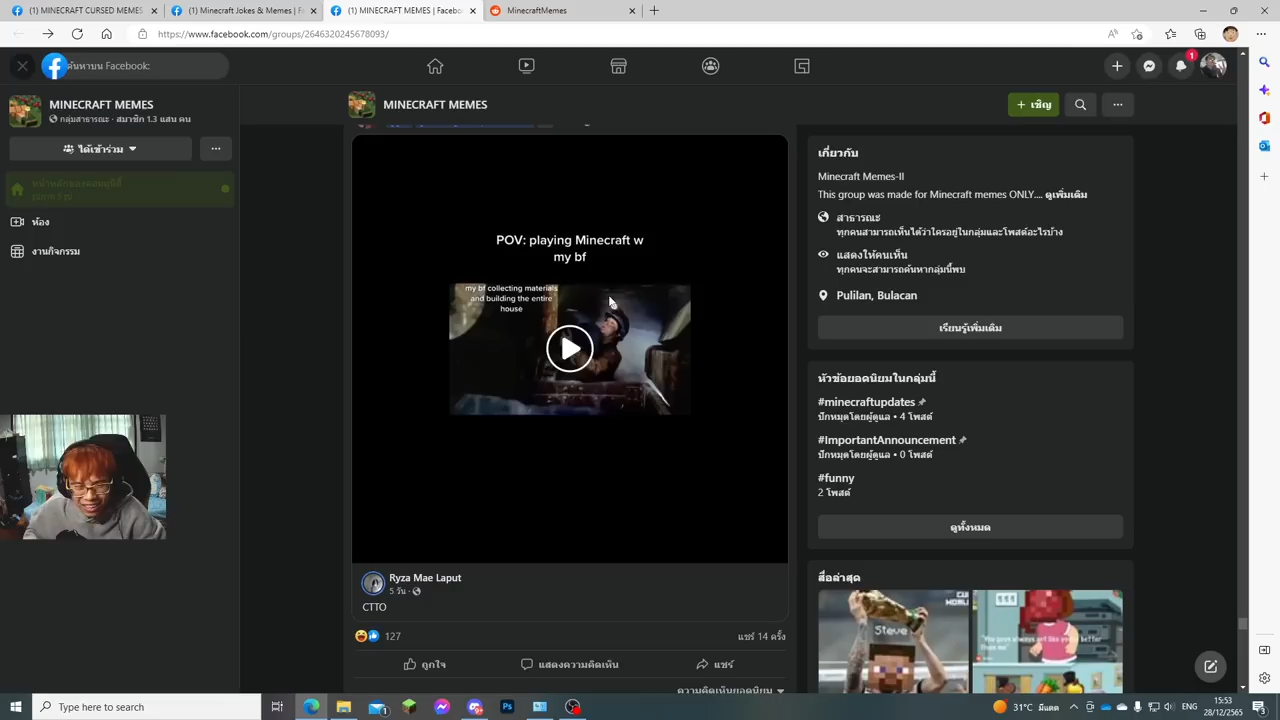 (1) MINECRAFT CURSED MEMES
(1) Minecraft Jokes & Memes | F
(1) MINECRAFT MEMES | Faceb
MinecraftMemes
https://www.facebook.com/groups/2646320245678093/
ค้นหาบน Facebook:
1
MINECRAFT MEMES
กลุ่มสาธารณะ · สมาชิก 1.3 แสน คน
ได้เข้าร่วม
หน้าหลักของคอมมูนิตี้
ห้อง
งานกิจกรรม
MINECRAFT MEMES
+ เชิญ
POV: playing Minecraft w
my bf
my bf collecting materials
and building the entire
house
Ryza Mae Laput
5 วัน ·
CTTO
127
แชร์ 14 ครั้ง
ถูกใจ
แสดงความคิดเห็น
แชร์
ความคิดเห็นยอดนิยม
เกี่ยวกับ
Minecraft Memes-II
This group was made for Minecraft memes ONLY.... ดูเพิ่มเติม
สาธารณะ
ทุกคนสามารถเห็นได้ว่าใครอยู่ในกลุ่มและโพสต์อะไรบ้าง
แสดงให้คนเห็น
ทุกคนจะสามารถค้นหากลุ่มนี้พบ
Pulilan, Bulacan
เรียนรู้เพิ่มเติม
หัวข้อยอดนิยมในกลุ่มนี้
#minecraftupdates
ปักหมุดโดยผู้ดูแล • 4 โพสต์
#ImportantAnnouncement
ปักหมุดโดยผู้ดูแล • 0 โพสต์
#funny
2 โพสต์
ดูทั้งหมด
สื่อล่าสุด
Steve
Type here to search
31°C มีแดด
ENG
15:53
28/12/2565